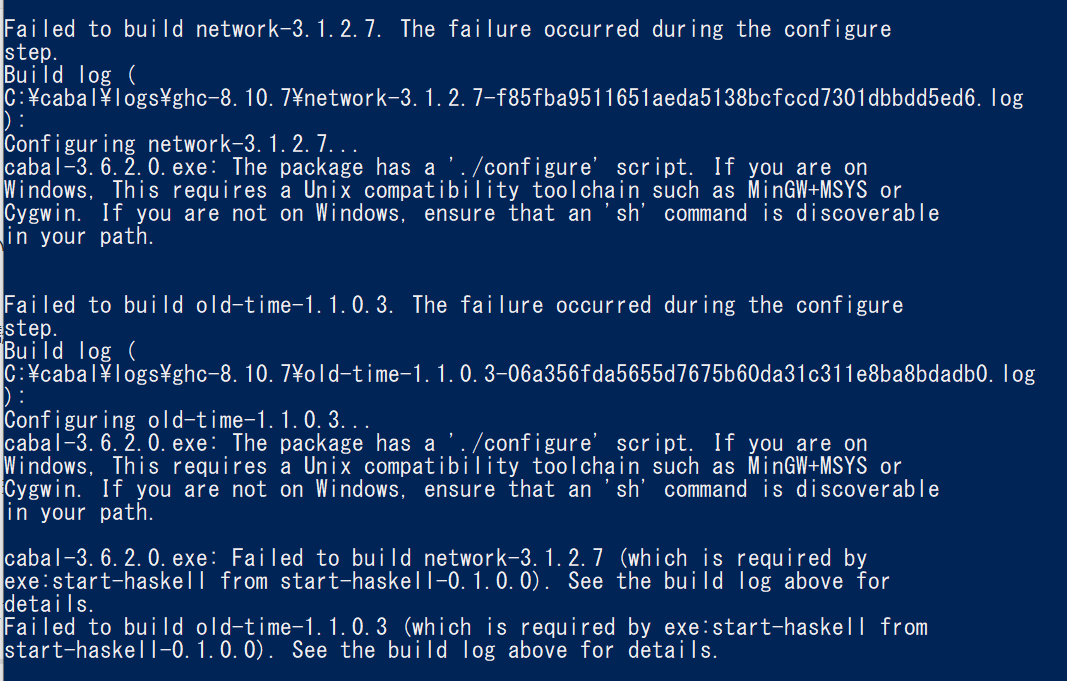 Failed to build network-3.1.2.7. The failure occurred during the configure
step.
Build log (
C:¥cabal¥logs¥ghc-8.10.7¥network-3.1.2.7-f85fba9511651aeda5138bcfccd7301dbbdd5ed6.log
):
Configuring network-3.1.2.7...
cabal-3.6.2.0.exe: The package has a './configure' script. If you are on
Windows, This requires a Unix compatibility toolchain such as MinGW+MSYS or
Cygwin. If you are not on Windows, ensure that an 'sh' command is discoverable
in your path.
Failed to build old-time-1.1.0.3. The failure occurred during the configure
step.
Build log (
C:¥cabal¥logs¥ghc-8.10.7¥old-time-1.1.0.3-06a356fda5655d7675b60da31c311e8ba8bdadb0.log
):
Configuring old-time-1.1.0.3...
cabal-3.6.2.0.exe: The package has a './configure' script. If you are on
Windows, This requires a Unix compatibility toolchain such as MinGW+MSYS or
Cygwin. If you are not on Windows, ensure that an 'sh' command is discoverable
in your path.
cabal-3.6.2.0.exe: Failed to build network-3.1.2.7 (which is required by
exe:start-haskell from start-haskell-0.1.0.0). See the build log above for
details.
Failed to build old-time-1.1.0.3 (which is required by exe:start-haskell from
start-haskell-0.1.0.0). See the build log above for details.